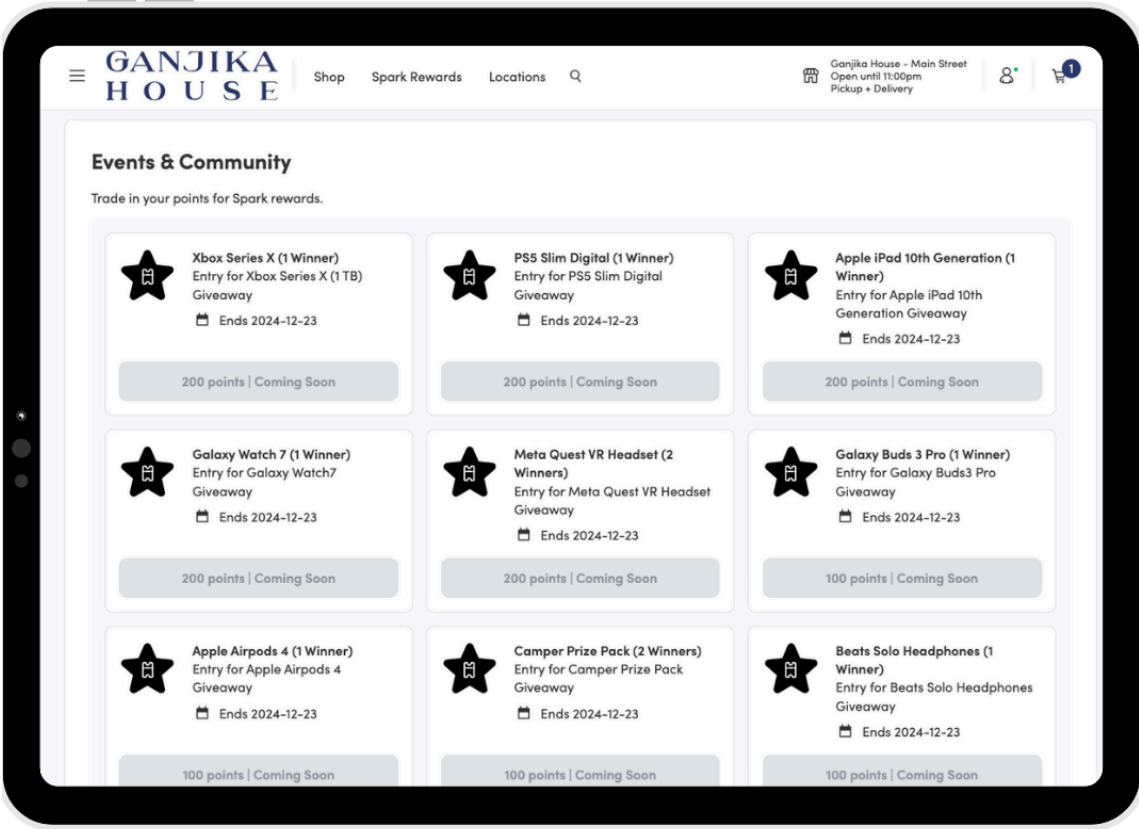 GANJIKA
HOUSE
Shop
Spark Rewards
Locations
Ganjika House - Main Street
Open until 11:00pm
Pickup + Delivery
1
Events & Community
Trade in your points for Spark rewards.
Xbox Series X (1 Winner)
Entry for Xbox Series X (1 TB)
Giveaway
Ends 2024-12-23
200 points | Coming Soon
PS5 Slim Digital (1 Winner)
Entry for PS5 Slim Digital
Giveaway
Ends 2024-12-23
200 points | Coming Soon
Apple iPad 10th Generation (1
Winner)
Entry for Apple iPad 10th
Generation Giveaway
Ends 2024-12-23
200 points | Coming Soon
Galaxy Watch 7 (1 Winner)
Entry for Galaxy Watch7
Giveaway
Ends 2024-12-23
200 points | Coming Soon
Meta Quest VR Headset (2
Winners)
Entry for Meta Quest VR Headset
Giveaway
Ends 2024-12-23
200 points | Coming Soon
Galaxy Buds 3 Pro (1 Winner)
Entry for Galaxy Buds3 Pro
Giveaway
Ends 2024-12-23
100 points | Coming Soon
Apple Airpods 4 (1 Winner)
Entry for Apple Airpods 4
Giveaway
Ends 2024-12-23
100 points | Coming Soon
Camper Prize Pack (2 Winners)
Entry for Camper Prize Pack
Giveaway
Ends 2024-12-23
100 points | Coming Soon
Beats Solo Headphones (1
Winner)
Entry for Beats Solo Headphones
Giveaway
Ends 2024-12-23
100 points | Coming Soon